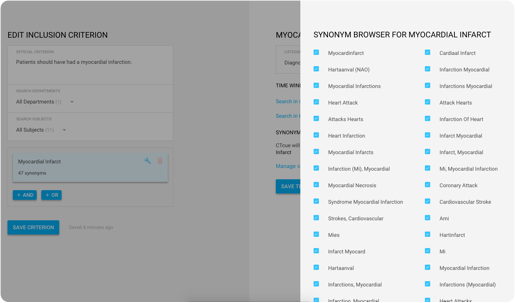 EDIT INCLUSION CRITERION
OFFICIAL CRITERION
Patients should have had a myocardial infarction.
SEARCH DEPARTMENTS
All Departments (1)
SEARCH SUBJECTS
All Subjects (11)
Myocardial Infarct
47 synonyms
+ AND
+ OR
SAVE CRITERION
Saved 4 minutes ago
MYOCA
CATEG
Diagno
TIME WIN
Search in
Search in
SYNONYM
CTcue will
Infarct
Manage s
SAVE TE
SYNONYM BROWSER FOR MYOCARDIAL INFARCT
Myocardinfarct
Cardiaal Infarct
Hartaanval (NAO)
Infarction Myocardial
Myocardial Infarctions
Infarctions Myocardial
Heart Attack
Attack Hearts
Attacks Hearts
Infarction Of Heart
Heart Infarction
Infarct Myocardial
Myocardial Infarcts
Infarct, Myocardial
Infarction (Mi), Myocardial
Mi, Myocardial Infarction
Myocardial Necrosis
Coronary Attack
Syndrome Myocardial Infarction
Cardiovascular Stroke
Strokes, Cardiovascular
Ami
Mies
Hartinfarct
Infarct Myocard
Mi
Hartaanval
Myocardial Infarction
Infarctions, Myocardial
Infarctions (Myocardial)
Infarction, Myocardial
Heart Attacks